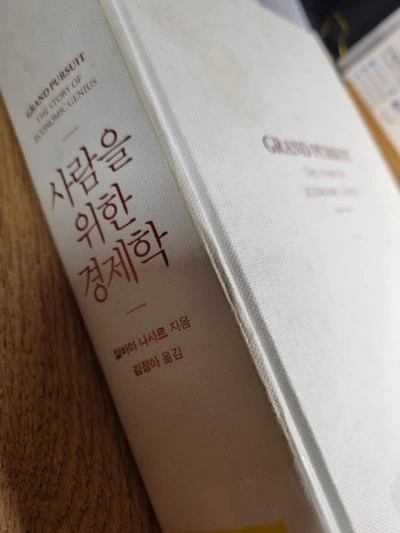 GRAND PURSUIT
THE STORY OF
ECONOMIC GENIUS
사람을
위한
경제학
실비아 나사르 지음
김정아 옮김
GRAND PURSUIT
THE STORY OF
ECONOMIC GENIUS